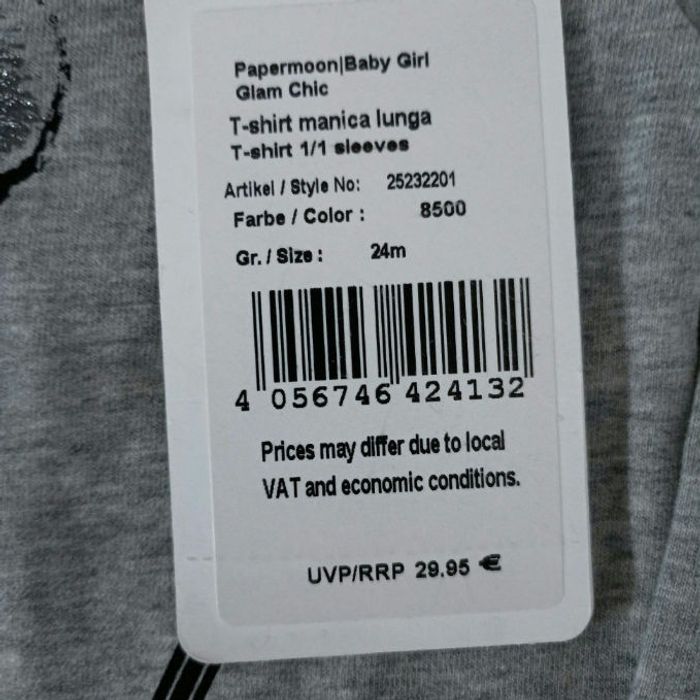 Papermoon|Baby Girl
Glam Chic
T-shirt manica lunga
T-shirt 1/1 sleeves
Artikel / Style No: 25232201
Farbe / Color : 8500
Gr. / Size : 24m
4 056746 424132
Prices may differ due to local
VAT and economic conditions.
UVP/RRP 29.95 €